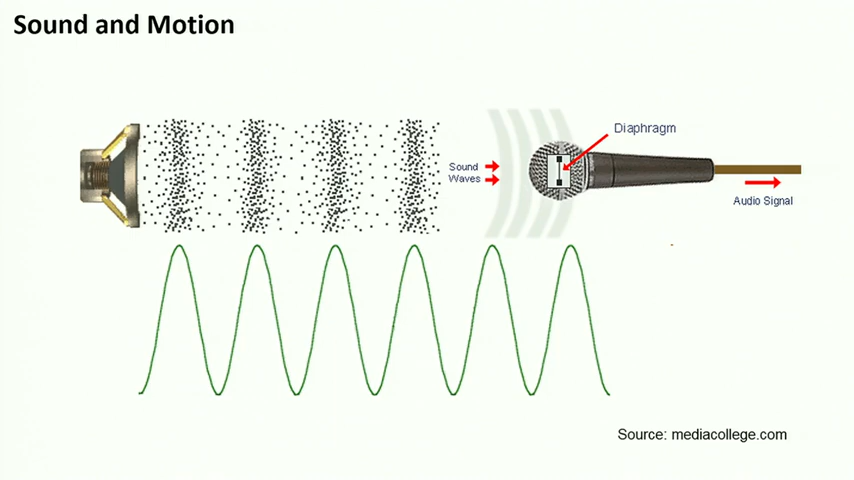 Sound and Motion
Diaphragm
Sound
Waves
Audio Signal
Source: mediacollege.com